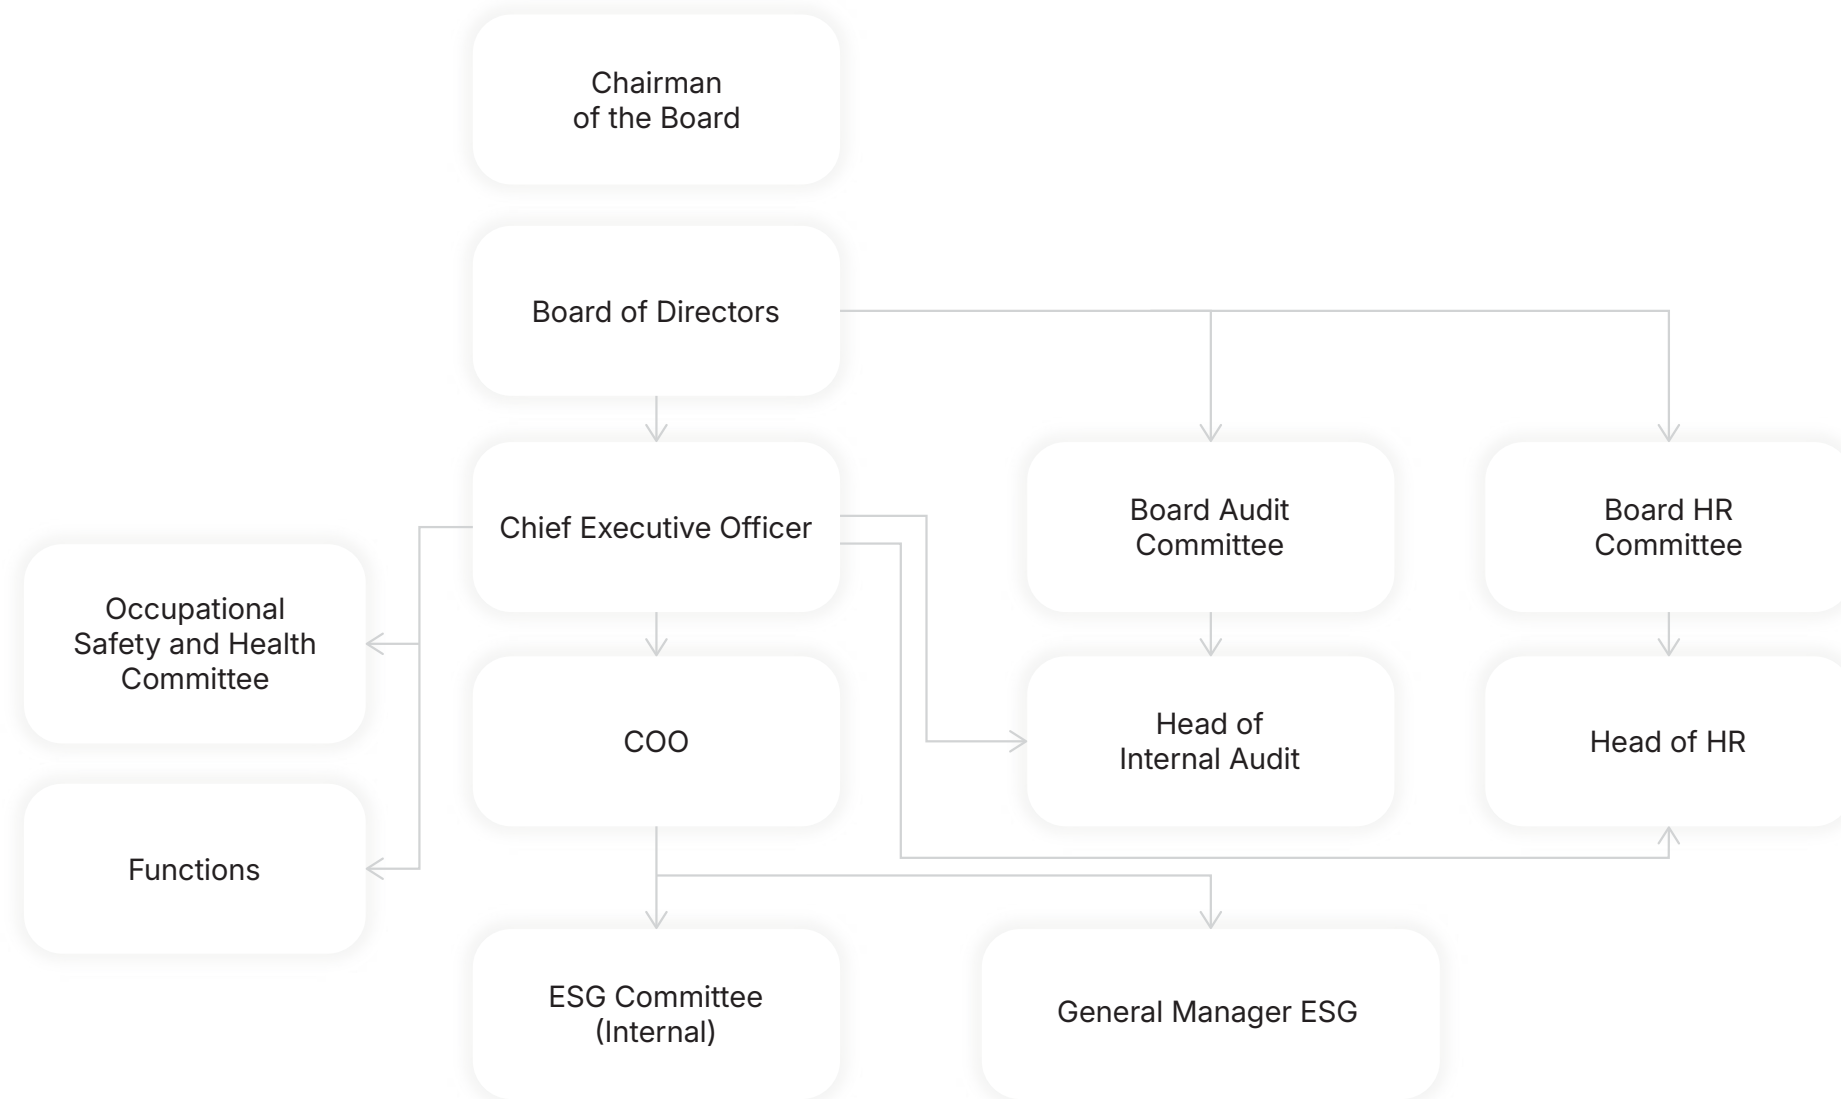 Chairman
of the Board
Board of Directors
Chief Executive Officer
Board Audit
Committee
Board HR
Committee
Occupational
Safety and Health
Committee
COO
Head of
Internal Audit
Head of HR
Functions
ESG Committee
(Internal)
General Manager ESG